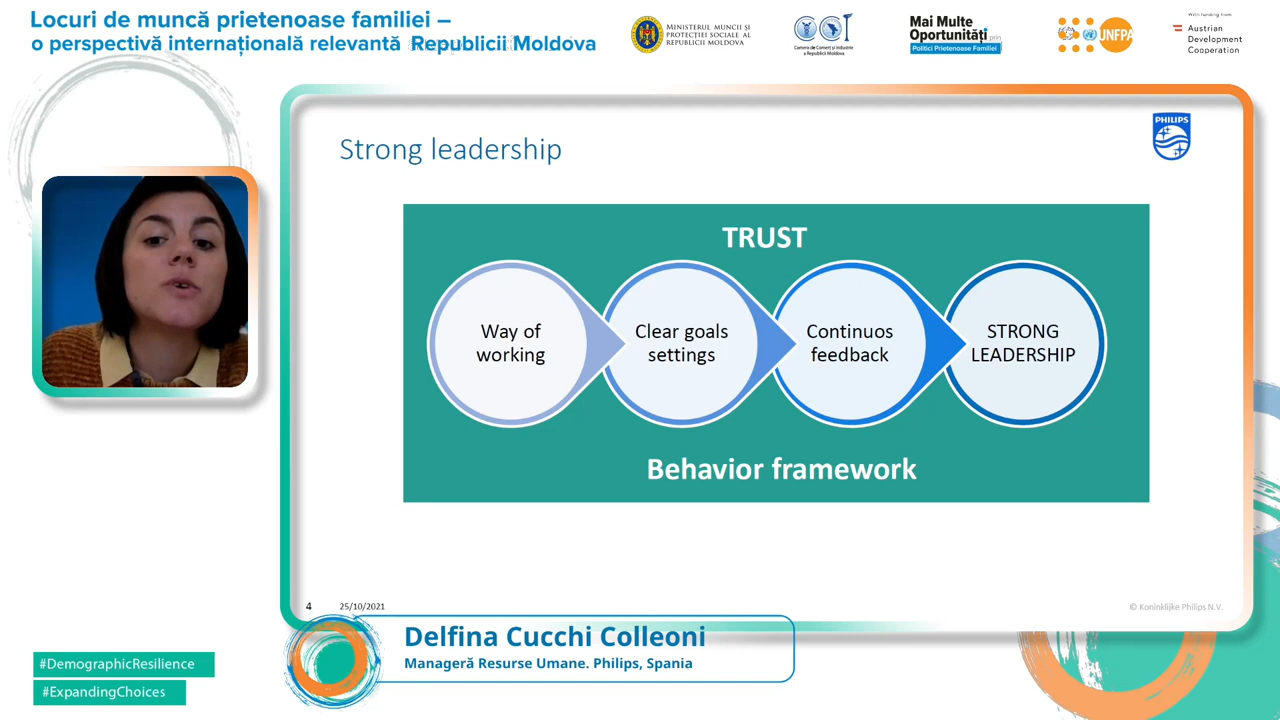 Locuri de muncă prietenoase familiei –
o perspectivă internațională relevantă Republicii Moldova
MINISTERUL MUNCII ȘI
PROTECȚIEI SOCIALE AL
REPUBLICII MOLDOVA
Camera de Comerț și Industrie
a Republicii Moldova
Mai Multe
Oportunități prin
Politici Prietenoase Familiei
UNFPA
With funding from
Austrian
Development
Cooperation
Strong leadership
PHILIPS
TRUST
Way of
working
Clear goals
settings
Continuos
feedback
STRONG
LEADERSHIP
Behavior framework
4
25/10/2021
© Koninklijke Philips N.V.
Delfina Cucchi Colleoni
Manageră Resurse Umane. Philips, Spania
#DemographicResilience
#ExpandingChoices